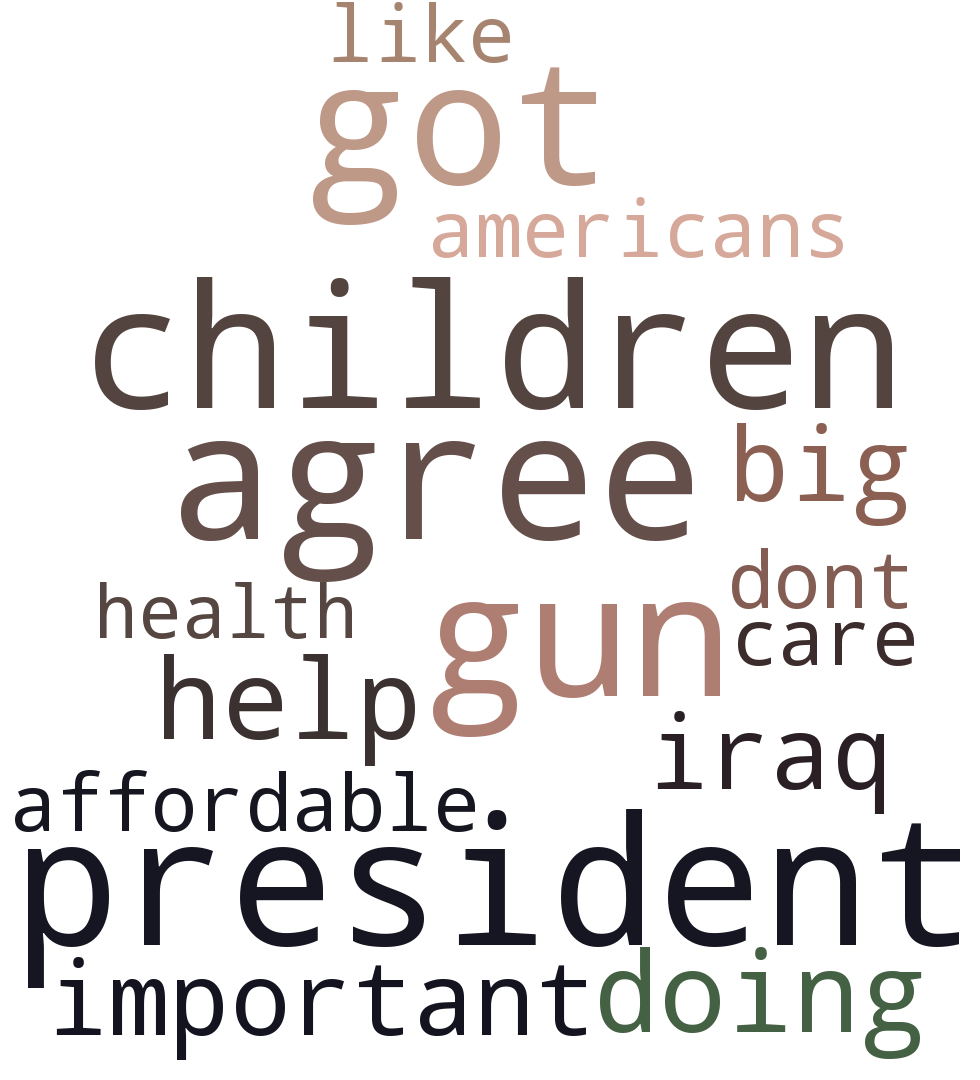 like
got
americans
children
agree big
dont
health gun care
help
iraq
affordable
president
important doing